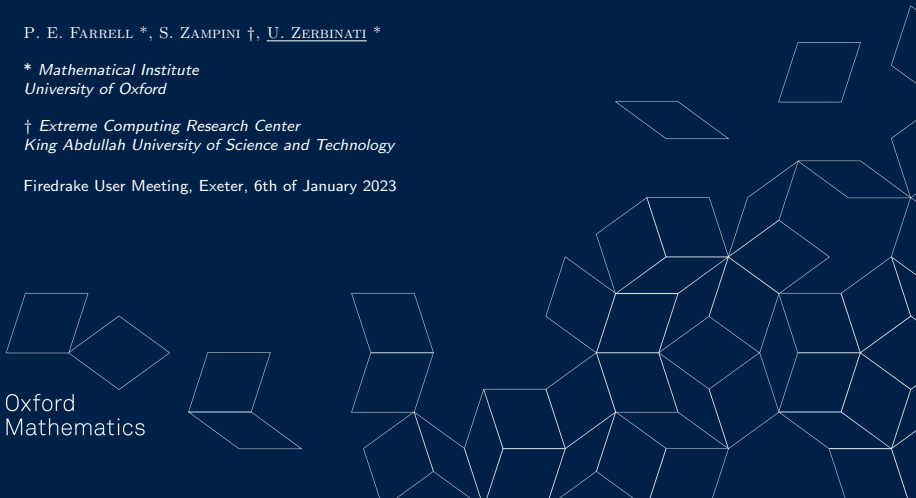 P. E. Farrell *, S. Zampini †, U. Zerbinati *
* Mathematical Institute
University of Oxford
† Extreme Computing Research Center
King Abdullah University of Science and Technology
Firedrake User Meeting, Exeter, 6th of January 2023
Oxford
Mathematics